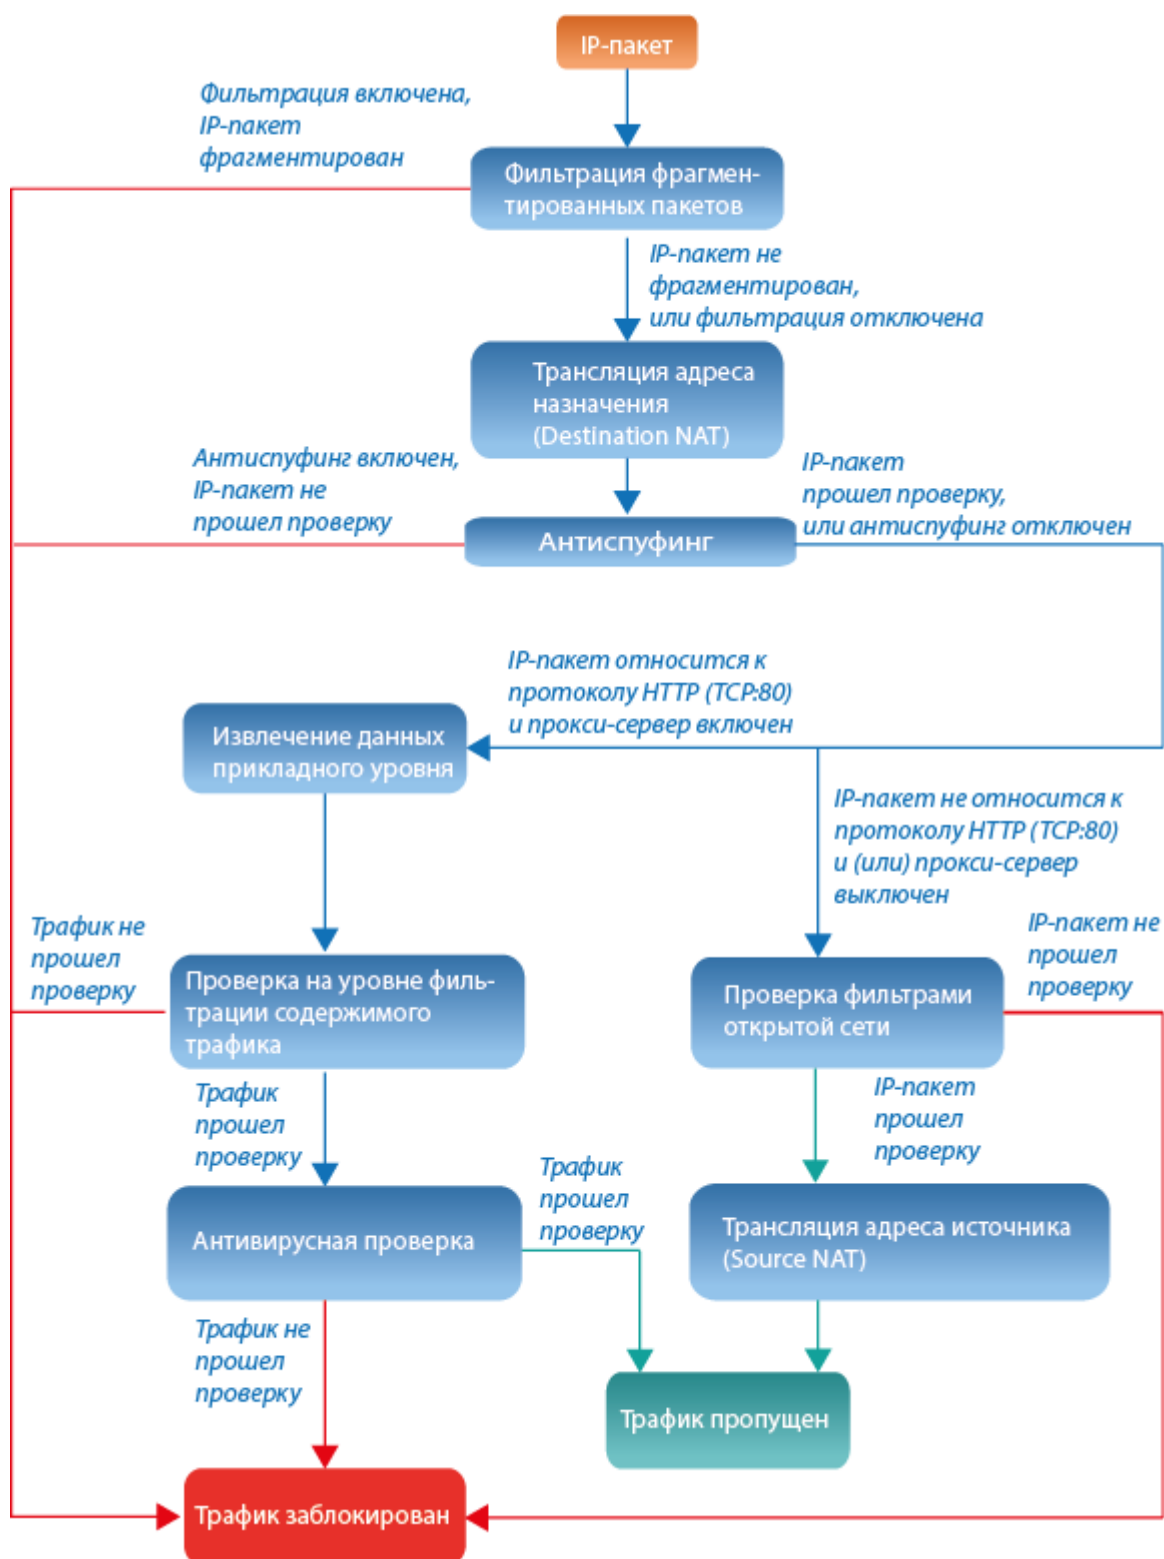 IP-пакет
Фильтрация включена,
IP-пакет
фрагментирован
Фильтрация фрагмен-
тированных пакетов
IP-пакет не
фрагментирован,
или фильтрация отключена
Трансляция адреса
назначения
(Destination NAT)
Антиспуфинг включен,
IP-пакет не
прошел проверку
IP-пакет
прошел проверку,
или антиспуфинг отключен
Антиспуфинг
IP-пакет относится к
протоколу HTTP (TCP:80)
и прокси-сервер включен
Извлечение данных
прикладного уровня
IP-пакет не относится к
протоколу HTTP (TCP:80)
и (или) прокси-сервер
выключен
Трафик не
прошел
проверку
IP-пакет не
прошел
проверку
Проверка на уровне филь-
трации содержимого
трафика
Проверка фильтрами
открытой сети
Трафик
прошел
проверку
IP-пакет
прошел
проверку
Трафик
прошел
проверку
Антивирусная проверка
Трансляция адреса источника
(Source NAT)
Трафик не
прошел
проверку
Трафик пропущен
Трафик заблокирован